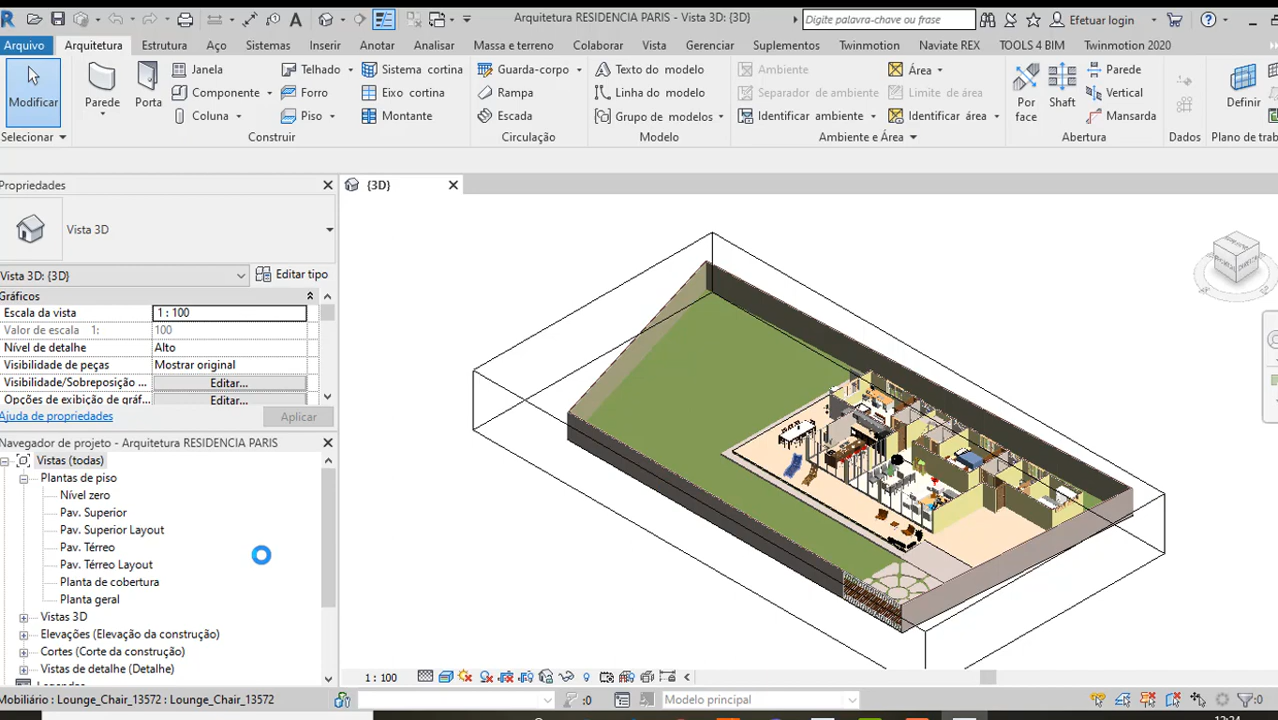 Arquitetura RESIDENCIA PARIS - Vista 3D: {3D}
Digite palavra-chave ou frase
Efetuar login
Arquivo Arquitetura Estrutura Aço Sistemas Inserir Anotar Analisar Massa e terreno Colaborar Vista Gerenciar Suplementos Twinmotion Naviate REX TOOLS 4 BIM Twinmotion 2020
Modificar
Parede
Porta
Janela
Componente
Coluna
Telhado
Forro
Piso
Sistema cortina
Eixo cortina
Montante
Guarda-corpo
Rampa
Escada
Texto do modelo
Linha do modelo
Grupo de modelos
Ambiente
Separador de ambiente
Identificar ambiente
Área
Limite de área
Identificar área
Por face
Shaft
Parede
Vertical
Mansarda
Definir
Selecionar Construir Circulação Modelo Ambiente e Área Abertura Dados Plano de trab
Propriedades
{3D}
Vista 3D
Vista 3D: {3D}
Editar tipo
Gráficos
Escala da vista 1 : 100
Valor de escala 1: 100
Nível de detalhe Alto
Visibilidade de peças Mostrar original
Visibilidade/Sobreposição ... Editar...
Opções de exibição de gráf... Editar...
Ajuda de propriedades
Aplicar
Navegador de projeto - Arquitetura RESIDENCIA PARIS
Vistas (todas)
Plantas de piso
Nível zero
Pav. Superior
Pav. Superior Layout
Pav. Térreo
Pav. Térreo Layout
Planta de cobertura
Planta geral
Vistas 3D
Elevações (Elevação da construção)
Cortes (Corte da construção)
Vistas de detalhe (Detalhe)
1 : 100
Mobiliário : Lounge_Chair_13572 : Lounge_Chair_13572
:0
Modelo principal
:0